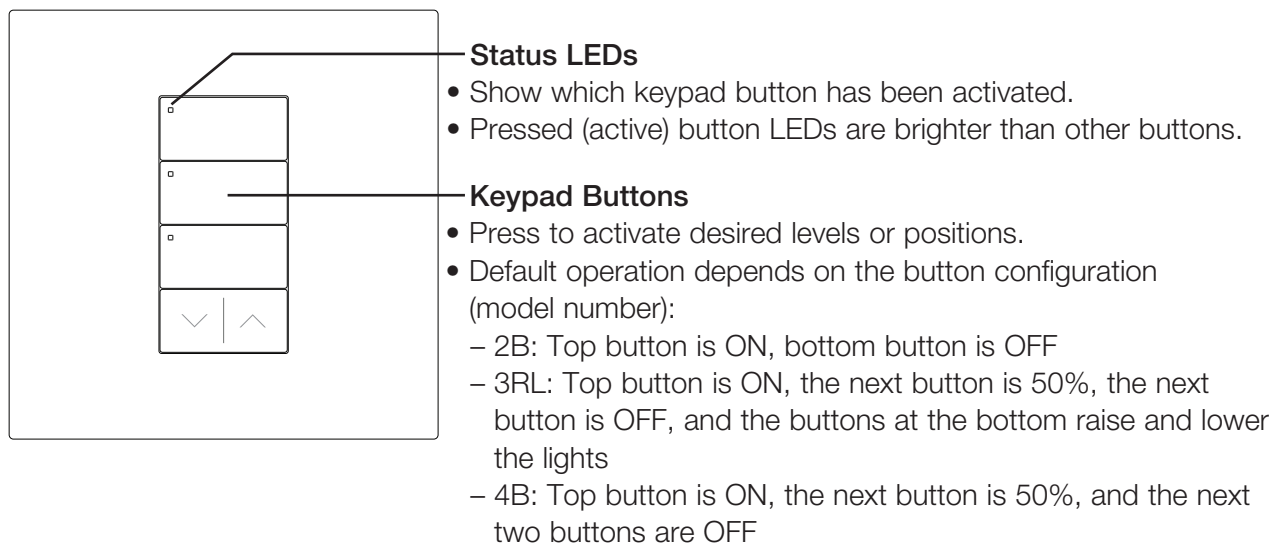 Status LEDs
• Show which keypad button has been activated.
• Pressed (active) button LEDs are brighter than other buttons.
Keypad Buttons
• Press to activate desired levels or positions.
• Default operation depends on the button configuration
(model number):
– 2B: Top button is ON, bottom button is OFF
– 3RL: Top button is ON, the next button is 50%, the next
button is OFF, and the buttons at the bottom raise and lower
the lights
– 4B: Top button is ON, the next button is 50%, and the next
two buttons are OFF